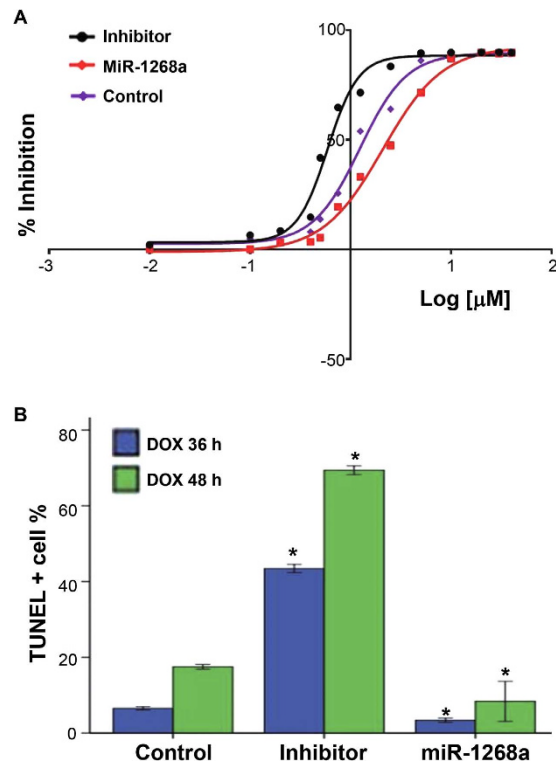 A
Inhibitor
MiR-1268a
Control
% Inhibition
100
50
-50
-3
-2
-1
0
1
2
Log [μM]
B
DOX 36 h
DOX 48 h
TUNEL + cell %
80
60
40
20
0
*
*
*
*
Control
Inhibitor
miR-1268a